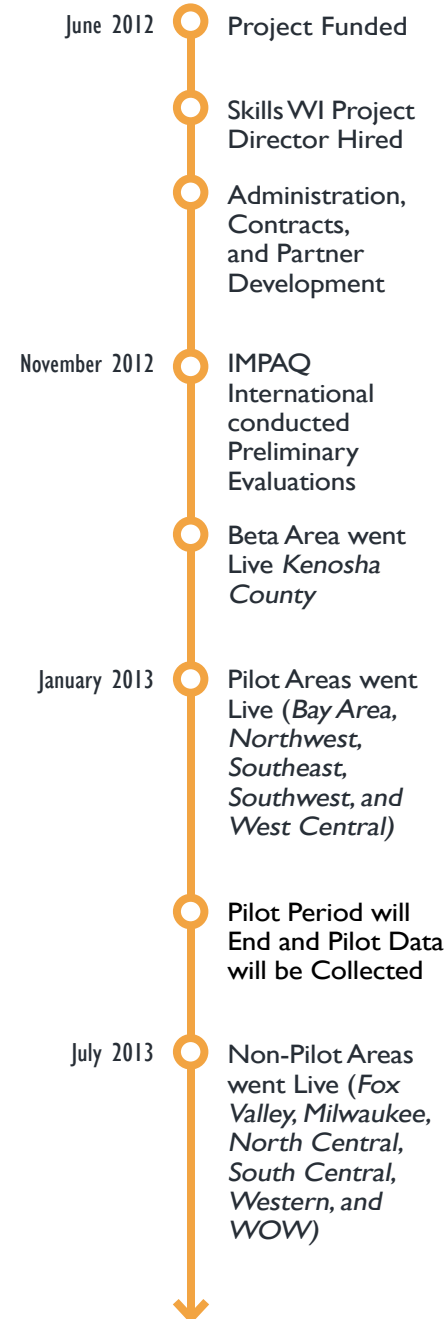 June 2012 Project Funded
Skills WI Project
Director Hired
Administration,
Contracts,
and Partner
Development
November 2012 IMPAQ
International
conducted
Preliminary
Evaluations
Beta Area went
Live Kenosha
County
January 2013 Pilot Areas went
Live (Bay Area,
Northwest,
Southeast,
Southwest, and
West Central)
Pilot Period will
End and Pilot Data
will be Collected
July 2013 Non-Pilot Areas
went Live (Fox
Valley, Milwaukee,
North Central,
South Central,
Western, and
WOW)